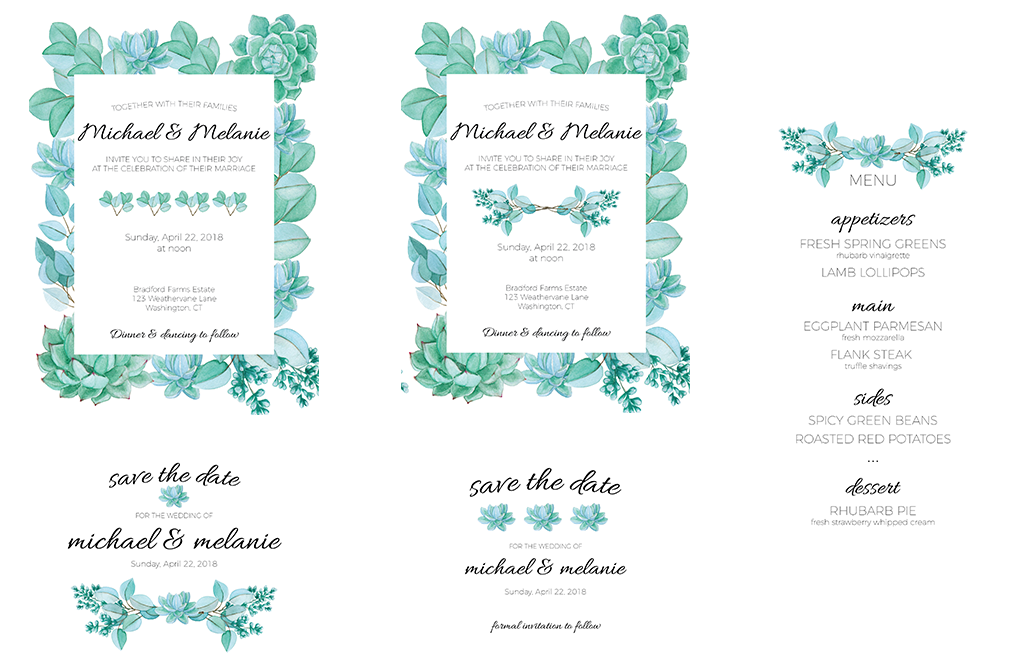 TOGETHER WITH THEIR FAMILIES
Michael & Melanie
INVITE YOU TO SHARE IN THEIR JOY
AT THE CELEBRATION OF THEIR MARRIAGE
Sunday, April 22, 2018
at noon
Bradford Farms Estate
123 Weathervane Lane
Washington, CT
Dinner & dancing to follow
TOGETHER WITH THEIR FAMILIES
Michael & Melanie
INVITE YOU TO SHARE IN THEIR JOY
AT THE CELEBRATION OF THEIR MARRIAGE
Sunday, April 22, 2018
at noon
Bradford Farms Estate
123 Weathervane Lane
Washington, CT
Dinner & dancing to follow
MENU
appetizers
FRESH SPRING GREENS
rhubarb vinaigrette
LAMB LOLLIPOPS
main
EGGPLANT PARMESAN
fresh mozzarella
FLANK STEAK
truffle shavings
sides
SPICY GREEN BEANS
ROASTED RED POTATOES
...
dessert
RHUBARB PIE
fresh strawberry whipped cream
save the date
FOR THE WEDDING OF
michael & melanie
Sunday, April 22, 2018
save the date
FOR THE WEDDING OF
michael & melanie
Sunday, April 22, 2018
formal invitation to follow